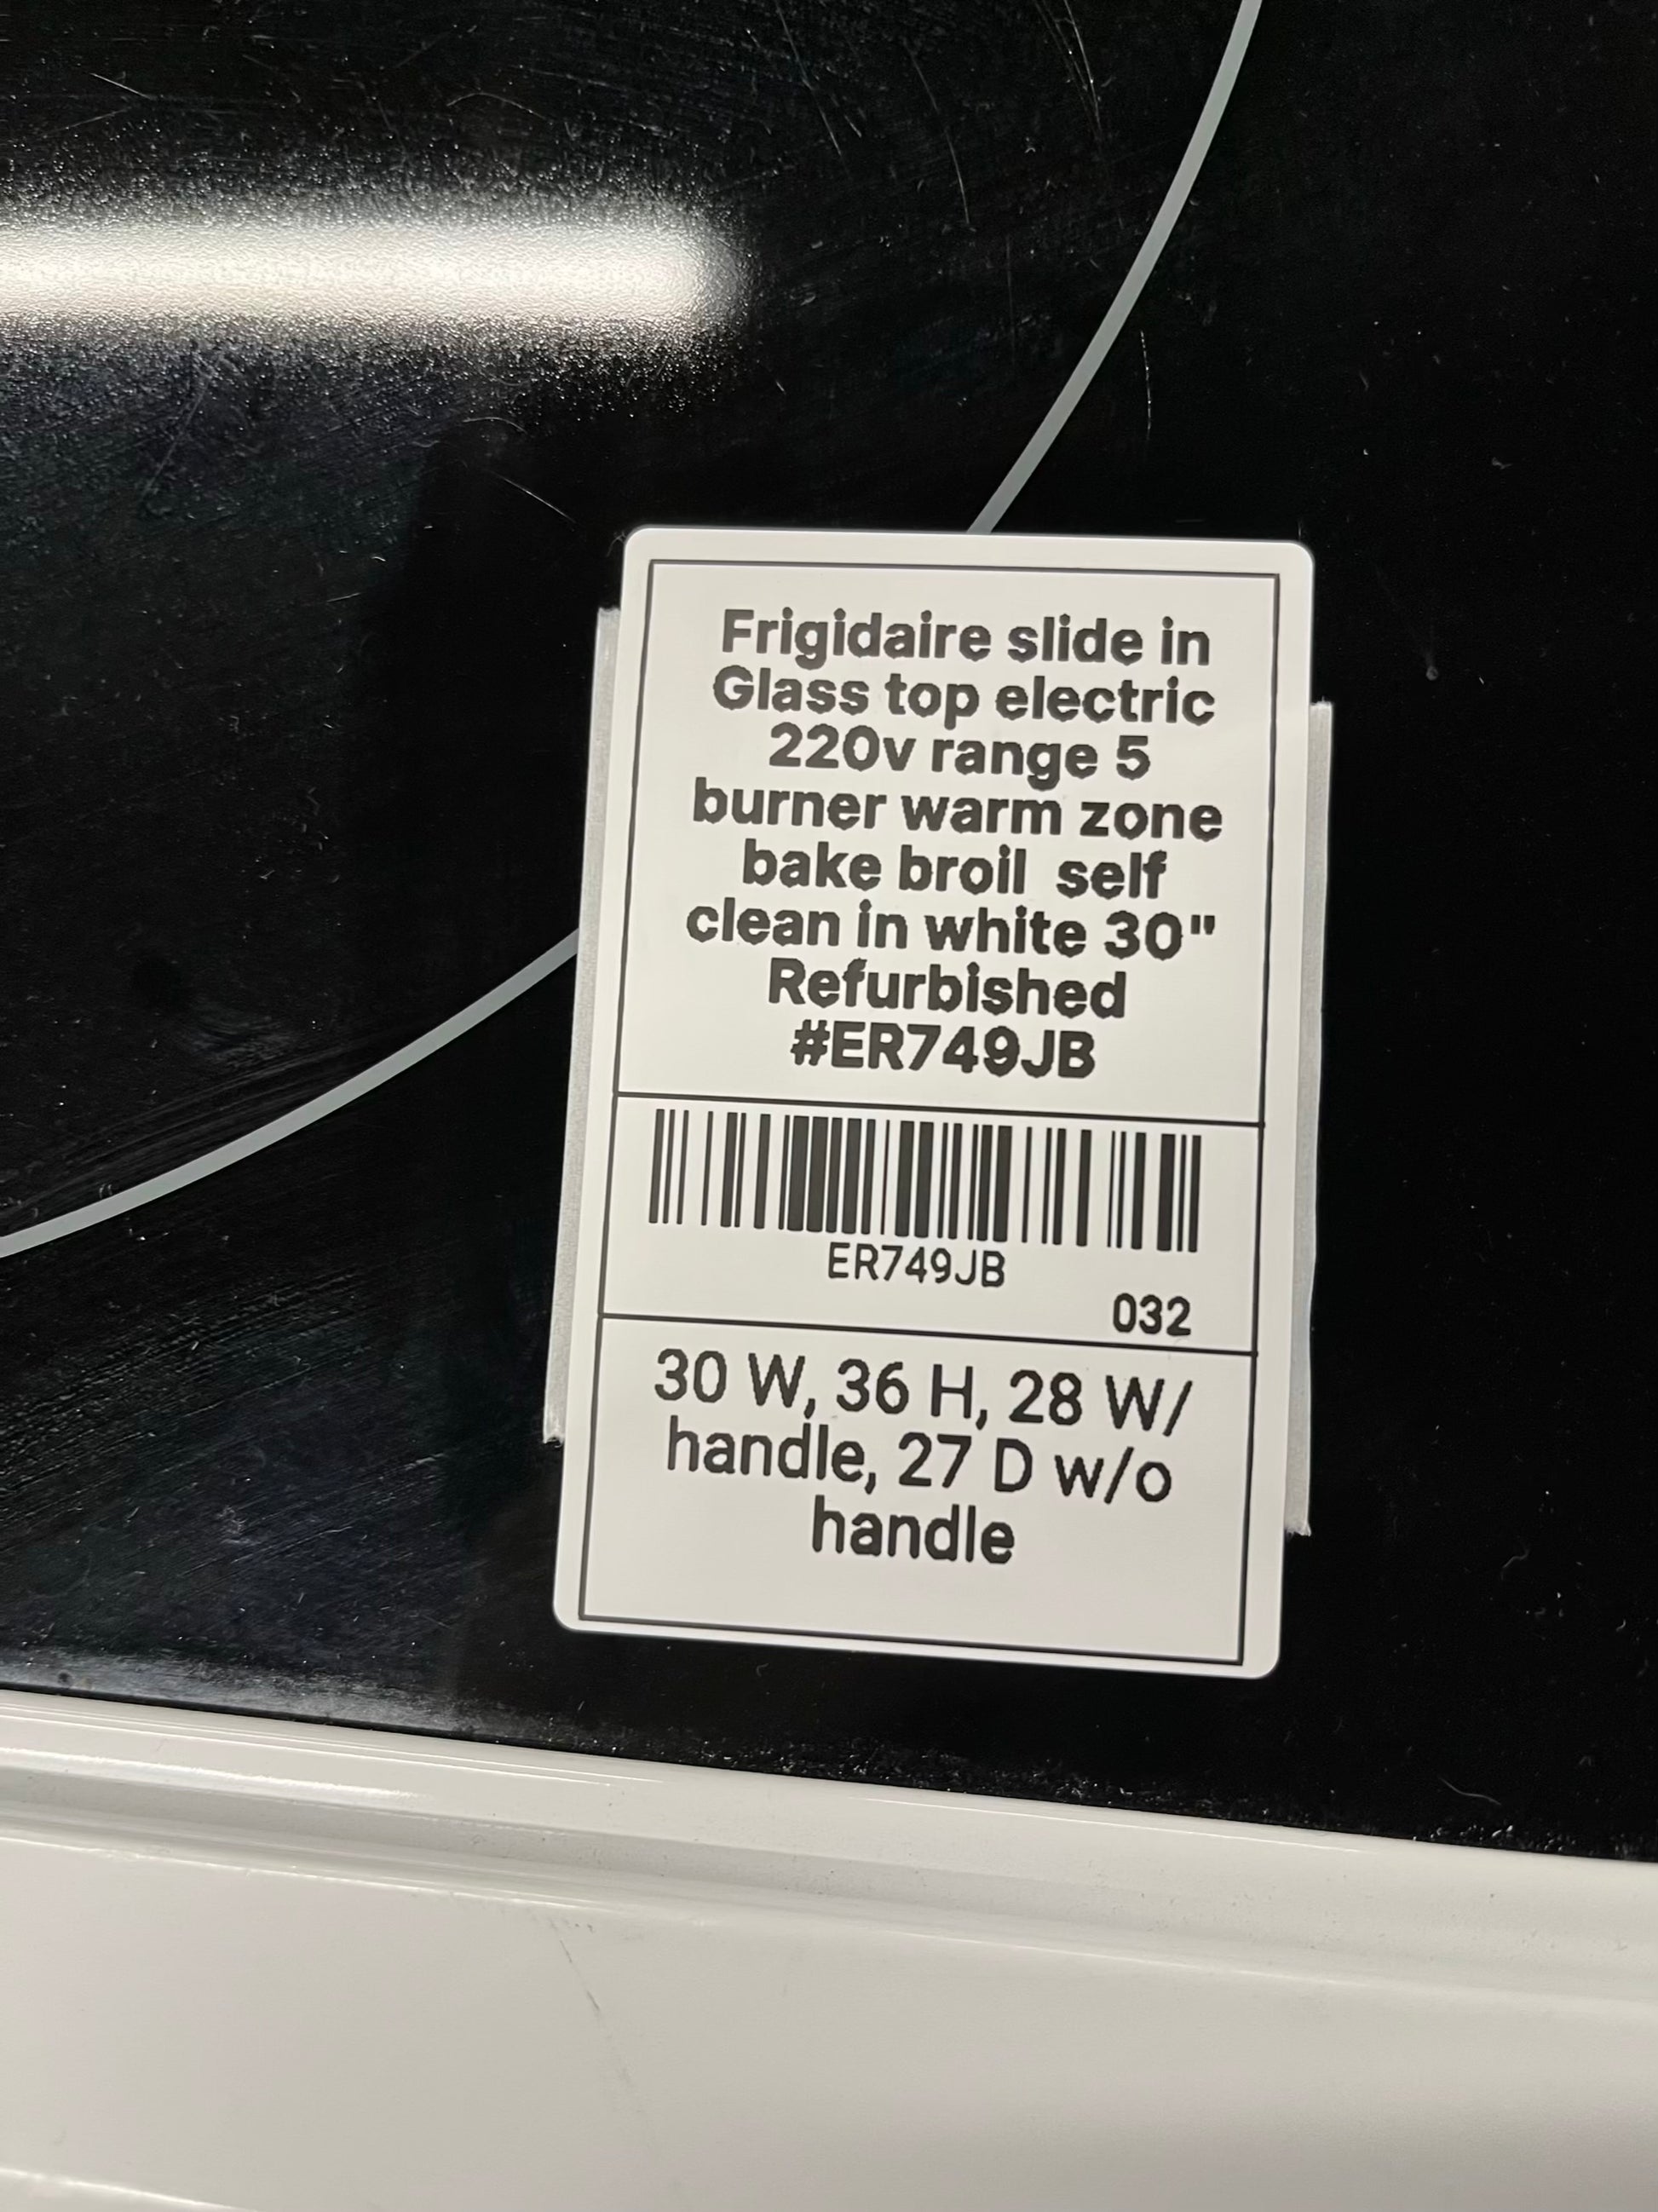 Frigidaire slide in
Glass top electric
220v range 5
burner warm zone
bake broil  self
clean in white 30"
Refurbished
#ER749JB
ER749JB
032
30 W, 36 H, 28 W/
handle, 27 D w/o
handle